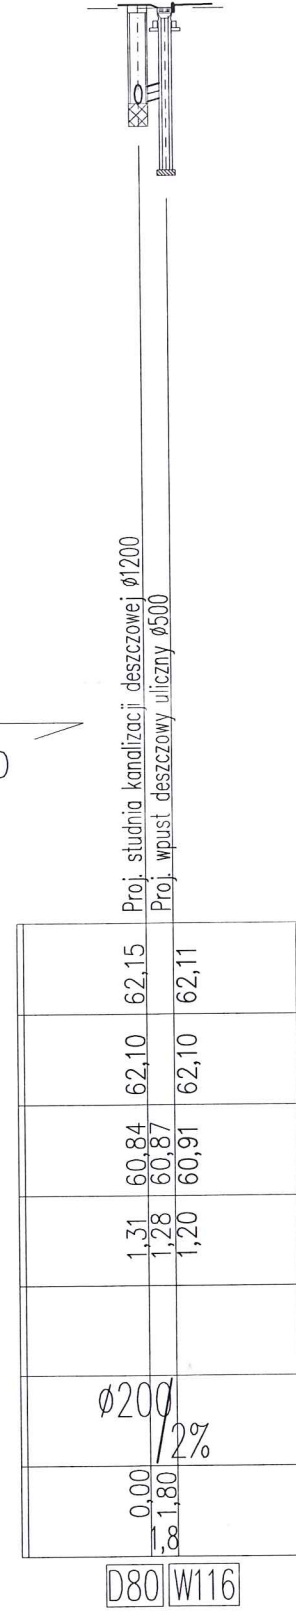 Proj. studnia kanalizacji deszczowej ø1200
Proj. wpust deszczowy uliczny ø500
62,15
62,11
62,10
62,10
60,84
60,87
60,91
1,31
1,28
1,20
ø200
2%
0,00
1,8
1,80
D80
W116